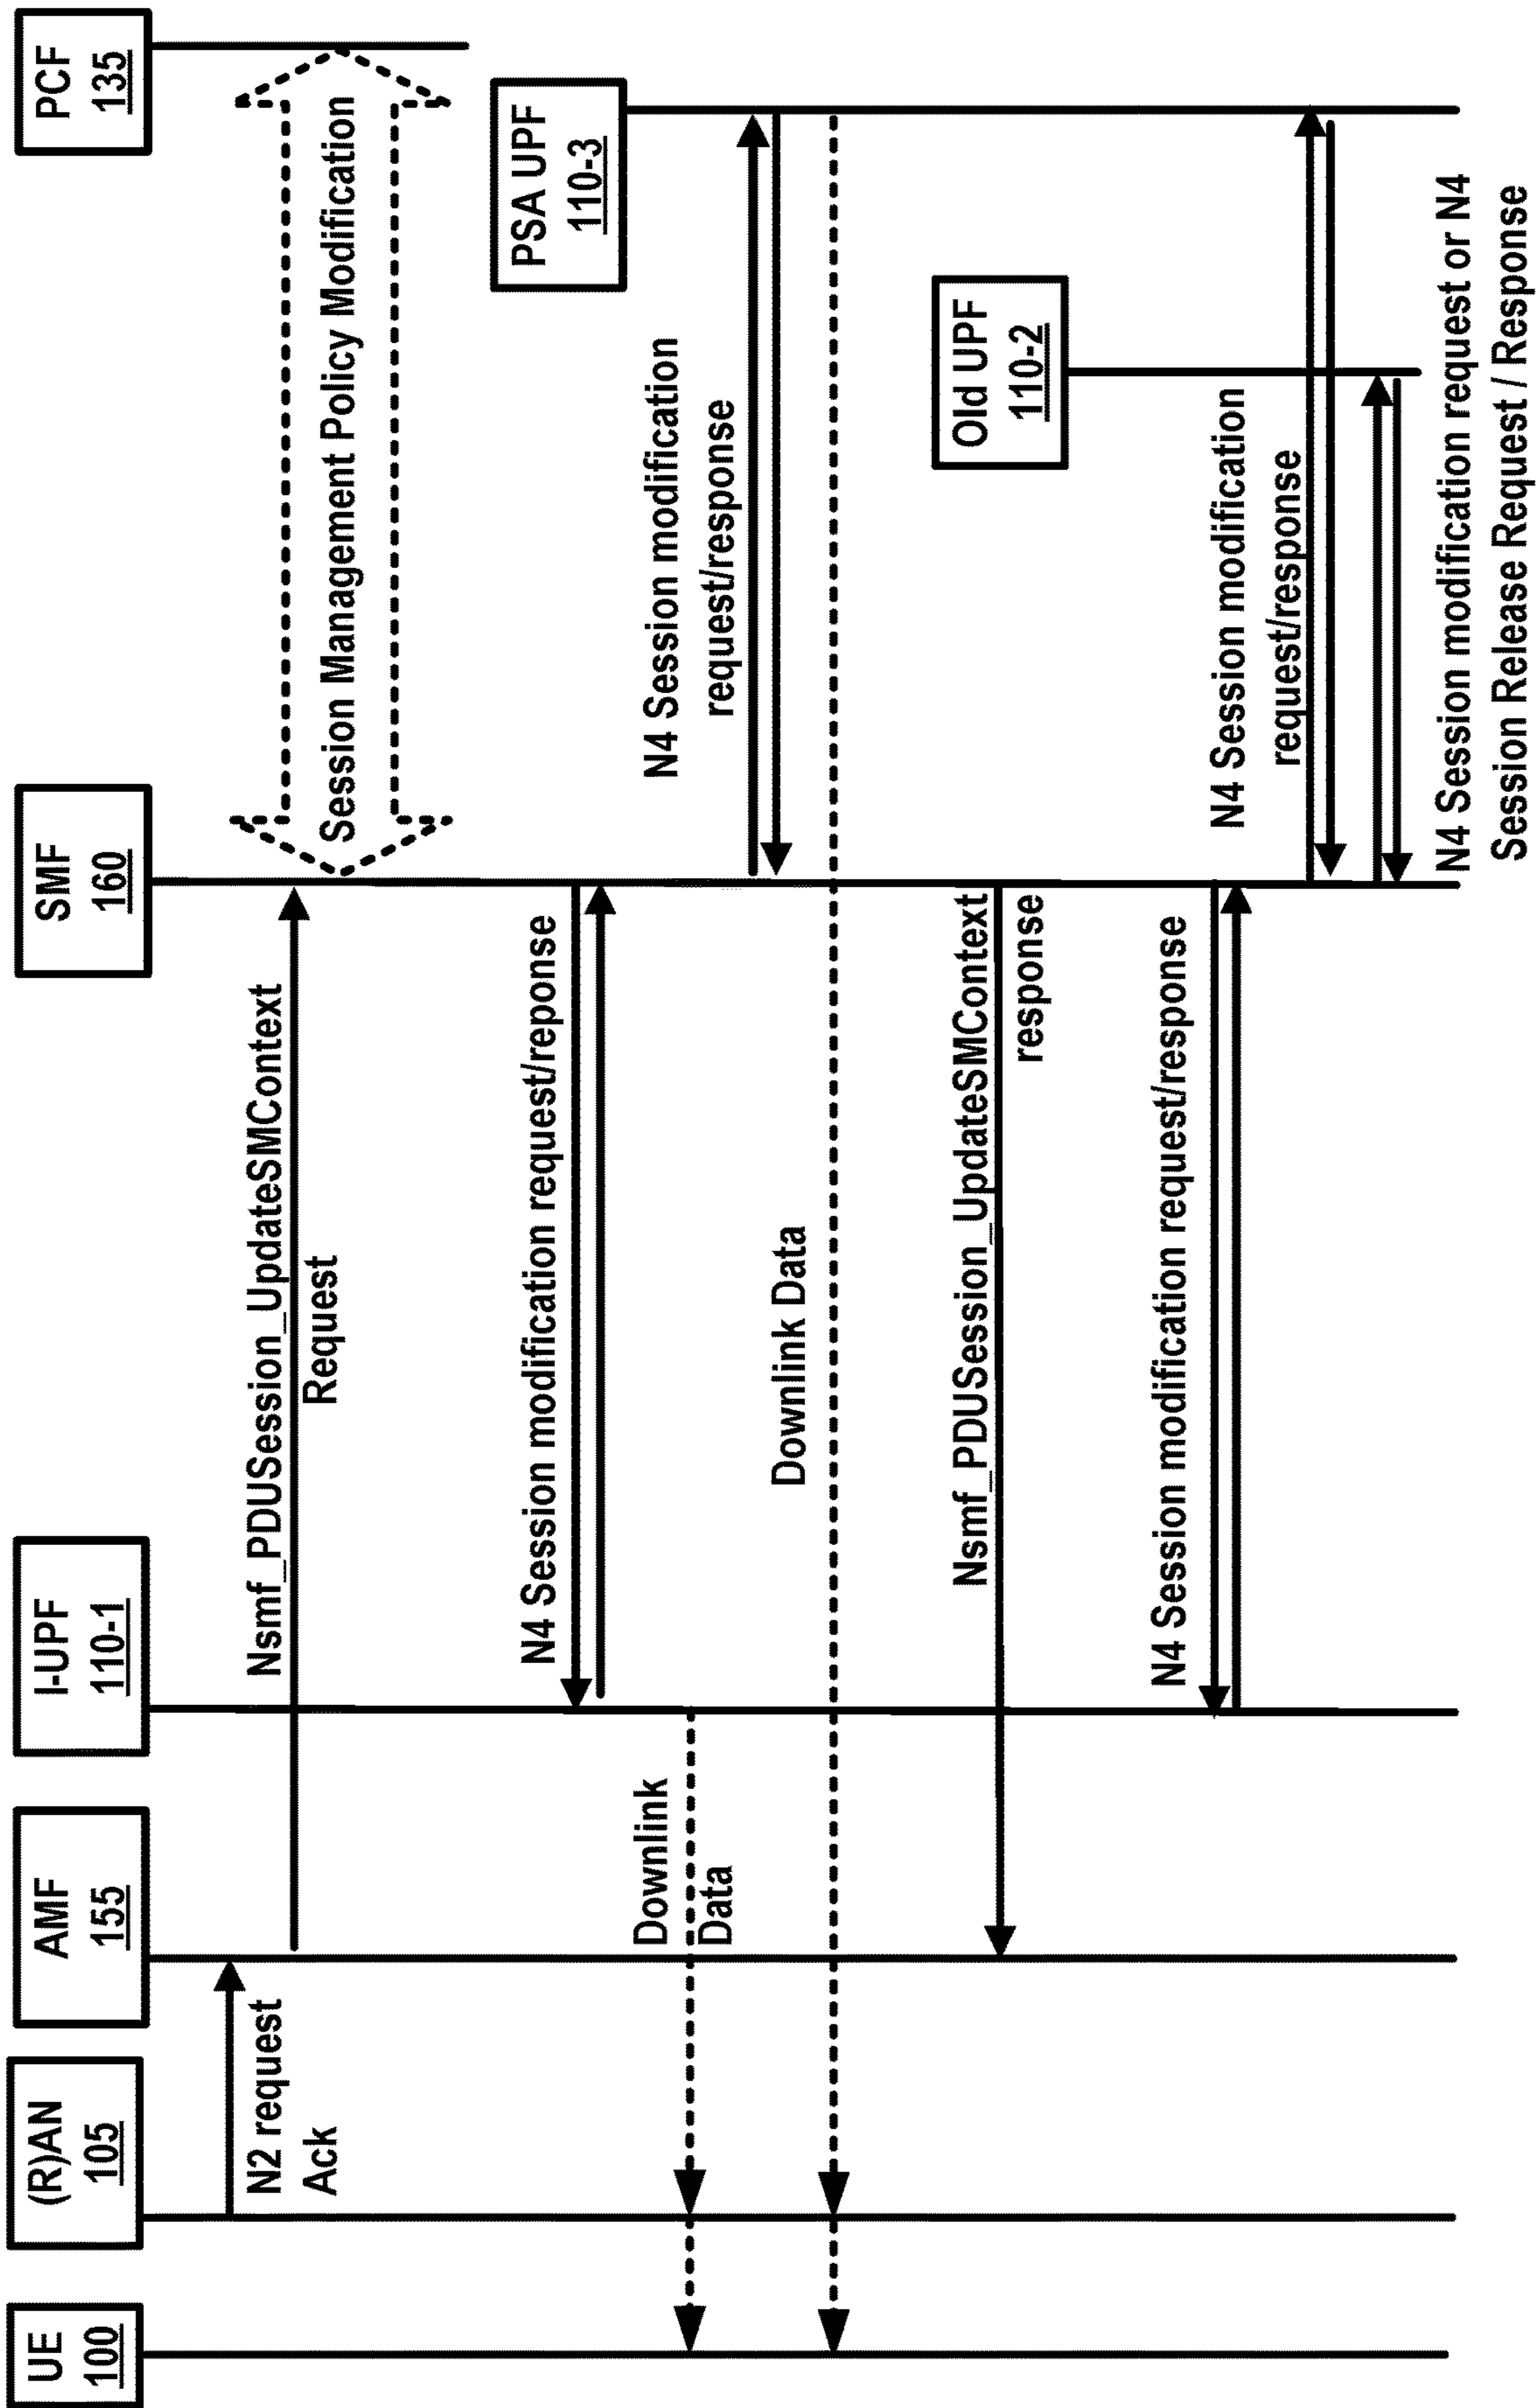 UE
100
(R)AN
105
AMF
155
I-UPF
110-1
SMF
160
PCF
135
N2 request
Ack
Nsmf_PDUSession_UpdateSMContext
Request
Session Management Policy Modification
PSA UPF
110-3
N4 Session modification request/reponse
Downlink
Data
N4 Session modification
request/response
Downlink Data
Old UPF
110-2
Nsmf_PDUSession_UpdateSMContext
response
N4 Session modification request/response
N4 Session modification
request/response
N4 Session modification request or N4
Session Release Request / Response